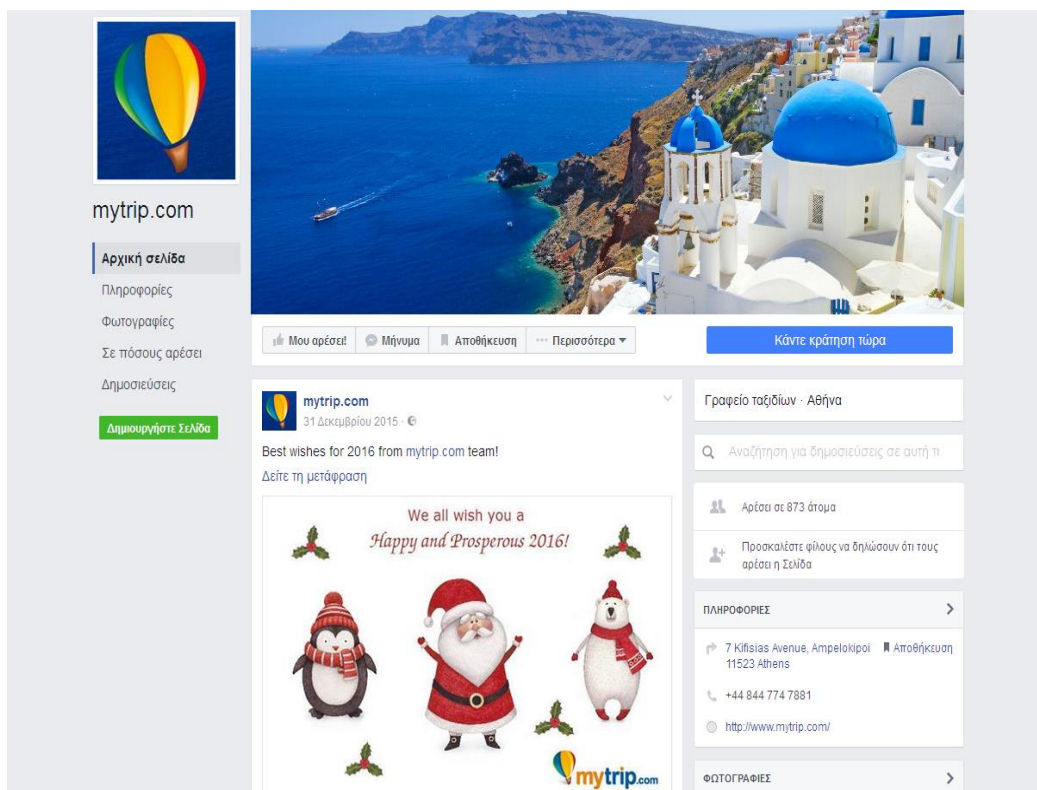 mytrip.com
Αρχική σελίδα
Πληροφορίες
Φωτογραφίες
Σε πόσους αρέσει
Δημοσιεύσεις
Δημιουργήστε Σελίδα
Μου αρέσει!
Μήνυμα
Αποθήκευση
Περισσότερα
Κάντε κράτηση τώρα
mytrip.com
31 Δεκεμβρίου 2015 ·
Best wishes for 2016 from mytrip.com team!
Δείτε τη μετάφραση
We all wish you a
Happy and Prosperous 2016!
mytrip.com
Γραφείο ταξιδίων · Αθήνα
Αναζήτηση για δημοσιεύσεις σε αυτή τι
Αρέσει σε 873 άτομα
Προσκαλέστε φίλους να δηλώσουν ότι τους
αρέσει η Σελίδα
ΠΛΗΡΟΦΟΡΙΕΣ
7 Kifisias Avenue, Ampelokipoi
11523 Athens
Αποθήκευση
+44 844 774 7881
http://www.mytrip.com/
ΦΩΤΟΓΡΑΦΙΕΣ